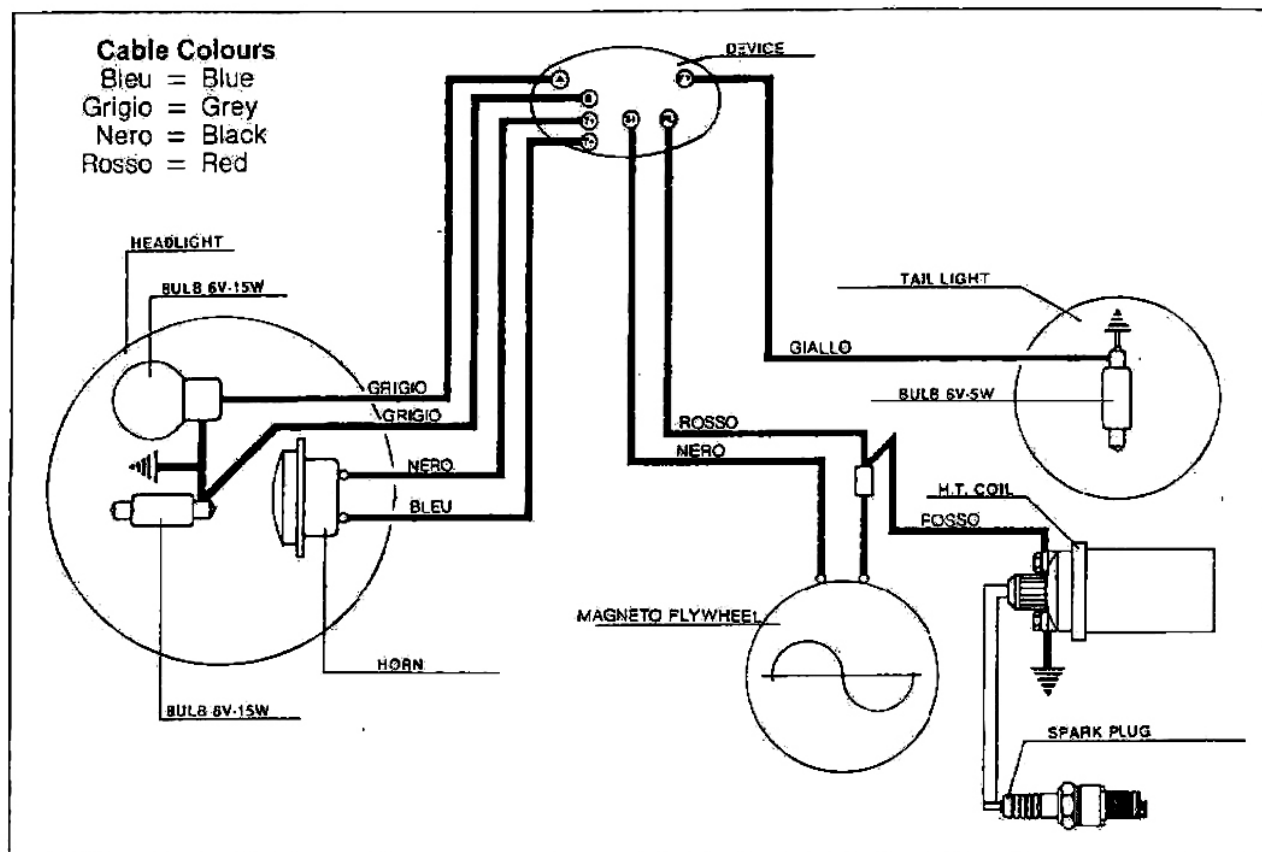 Cable Colours
Bleu = Blue
Grigio = Grey
Nero = Black
Rosso = Red
DEVICE
HEADLIGHT
BULB 6V-15W
TAIL LIGHT
GIALLO
GRIGIO
BULB 6V-5W
GRIGIO
ROSSO
NERO
NERO
H.T. COIL
BLEU
FOSSO
MAGNETO FLYWHEEL
HORN
BULB 6V-15W
SPARK PLUG